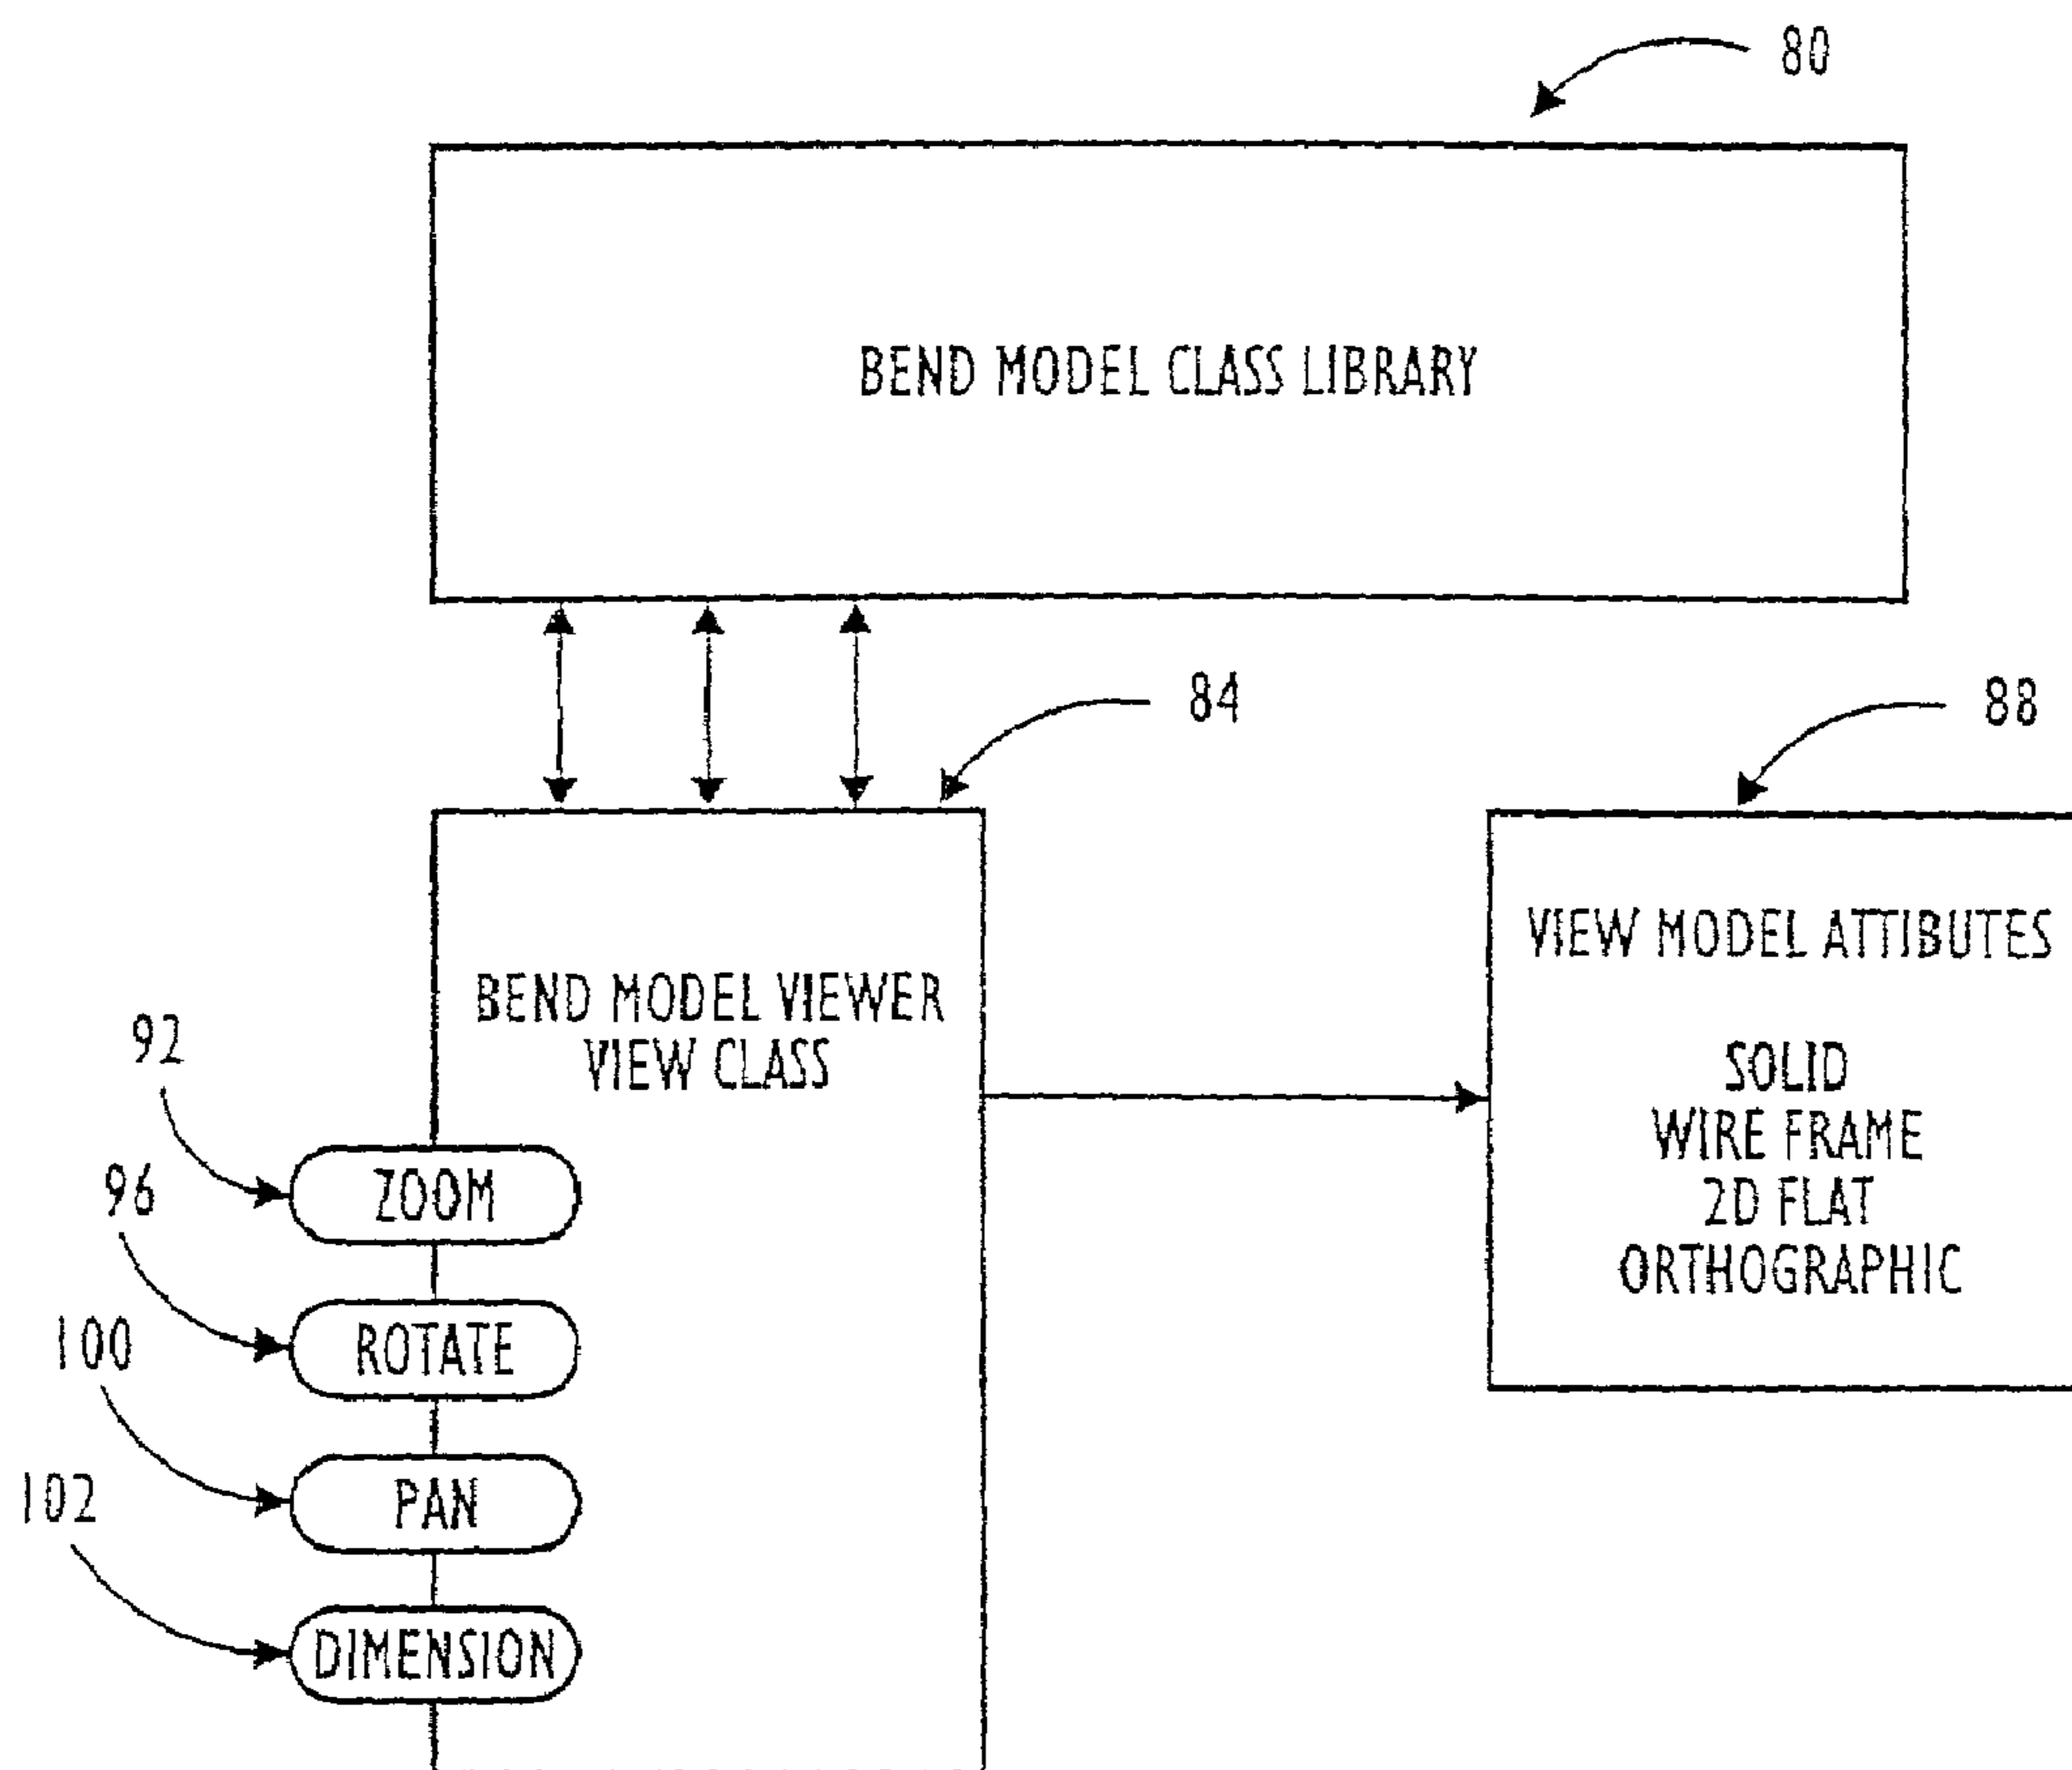 80
BEND MODEL CLASS LIBRARY
84
88
BEND MODEL VIEWER
VIEW CLASS
VIEW MODEL ATTIBUTES
SOLID
WIRE FRAME
2D FLAT
ORTHOGRAPHIC
92
ZOOM
96
ROTATE
100
PAN
102
DIMENSION